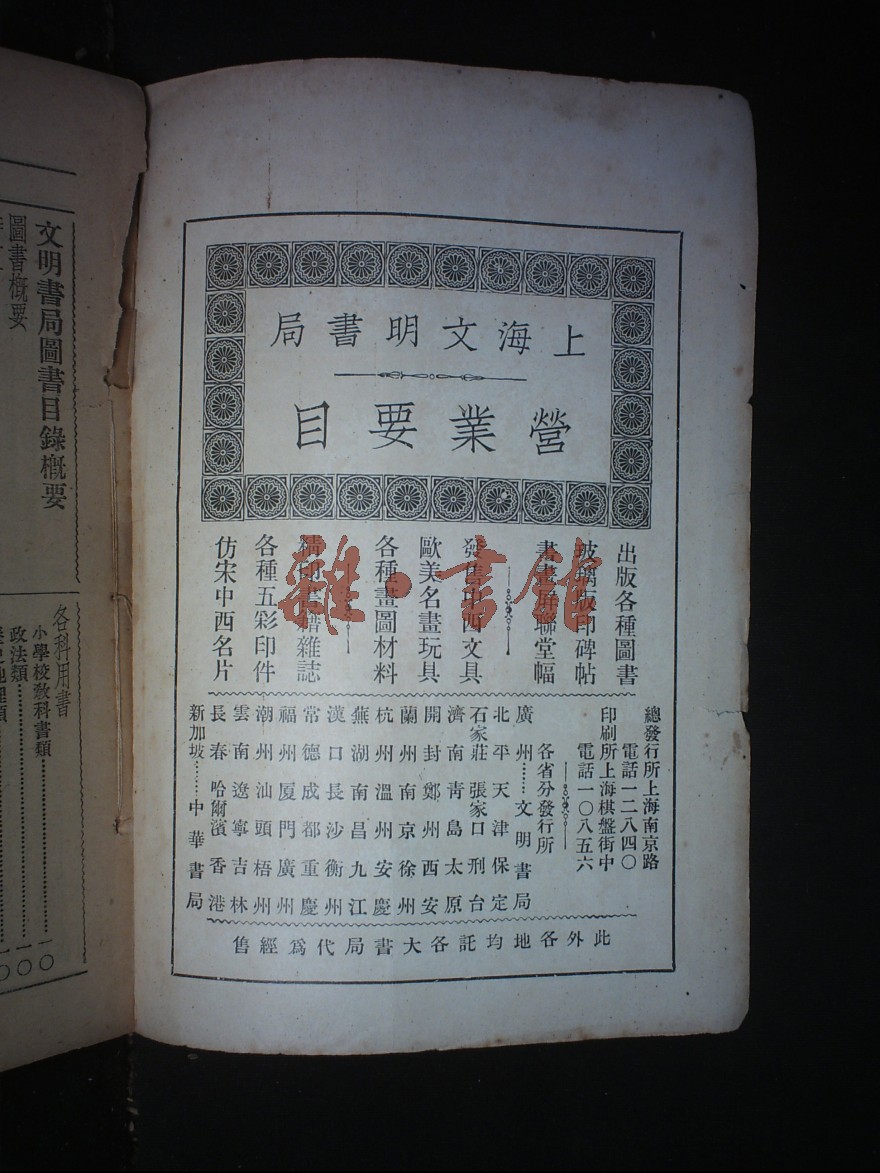 上海文明書局
營業要目
出版各種圖書
玻璃版印碑帖
書畫屏聯堂幅
發售中西文具
歐美名畫玩具
各種畫圖材料
精印書籍雜誌
各種五彩印件
仿宋中西名片
總發行所上海南京路
電話一二八四〇
印刷所上海棋盤街中
電話一〇八五六
各省分發行所
廣州……文明書局
北平天津保定
石家莊張家口刑台
濟南青島太原
開封鄭州西安
蘭州南京徐州
杭州溫州安慶
蕪湖南昌九江
漢口長沙衡州
常德成都重慶
福州厦門廣州
潮州汕頭梧州
雲南遼寧吉林
長春哈爾濱香港
新加坡……中華書局
此外各地均託各大書局代爲經售
文明書局圖書目錄概要
圖書概要
各科用書
小學校教科書類……〇
政法類……〇
歷史地理類……〇
雜·書館